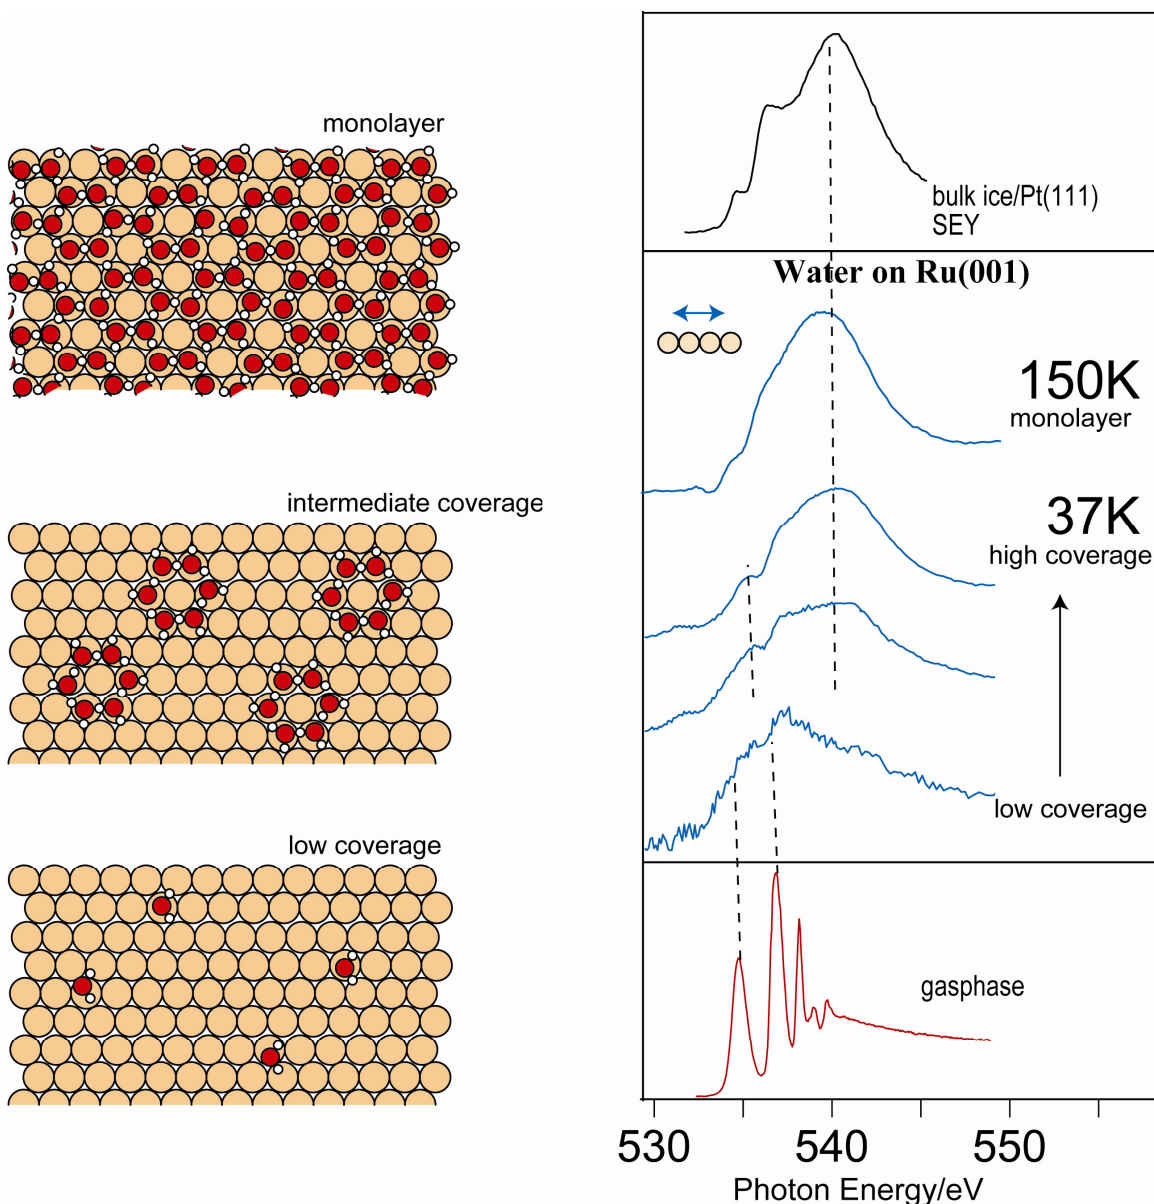 monolayer
intermediate coverage
low coverage
bulk ice/Pt(111)
SEY
Water on Ru(001)
150K
monolayer
37K
high coverage
low coverage
gasphase
530
540
550
Photon Energy/eV